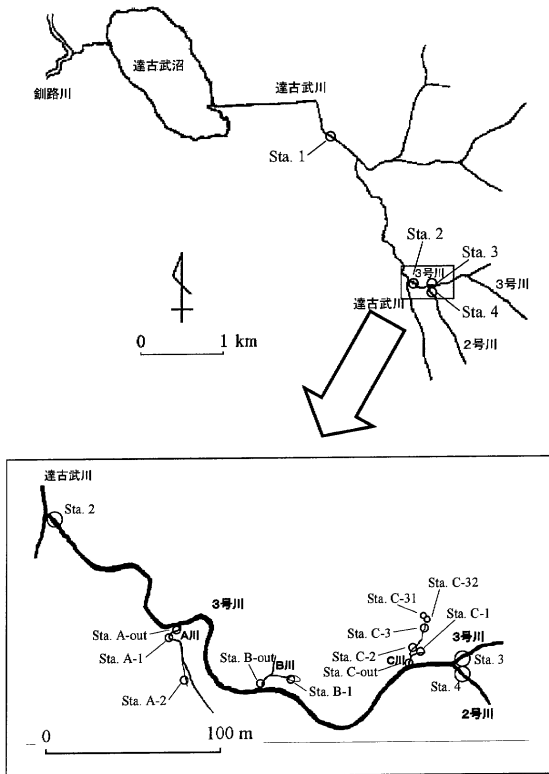 達古武沼
釧路川
達古武川
Sta. 1
Sta. 2
Sta. 3
3号川
3号川
達古武川
Sta. 4
2号川
0 1 km
達古武川
Sta. 2
3号川
Sta. A-out
A川
Sta. A-1
Sta. A-2
Sta. B-out
B川
Sta. B-1
Sta. C-31
Sta. C-32
Sta. C-3
Sta. C-1
Sta. C-2
C川
Sta. C-out
3号川
Sta. 3
Sta. 4
2号川
0 100 m